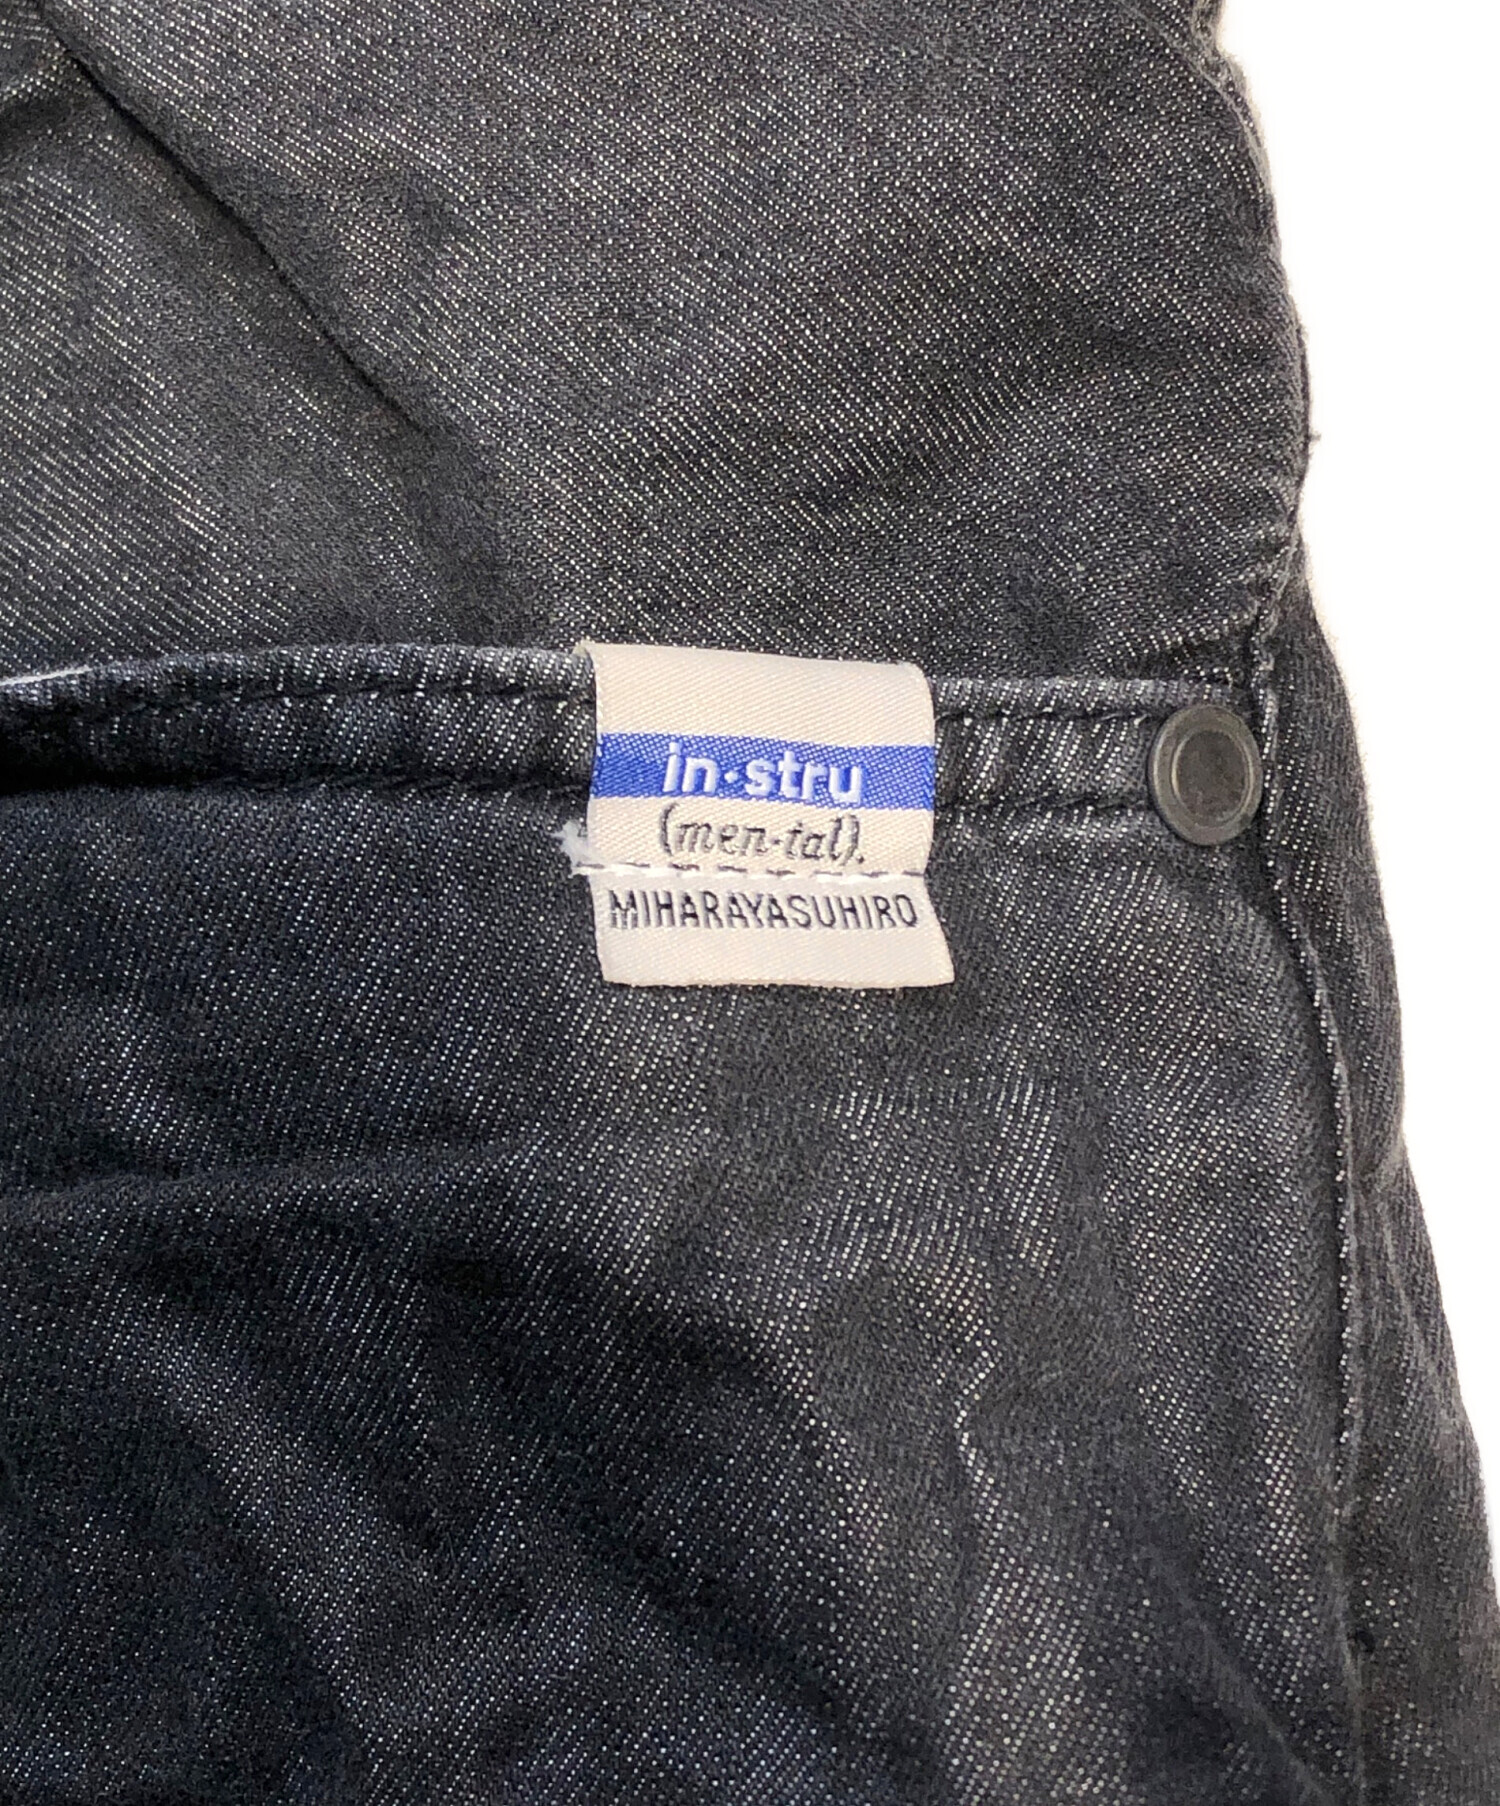 in·stru
(men·tal).
MIHARAYASUHIRO